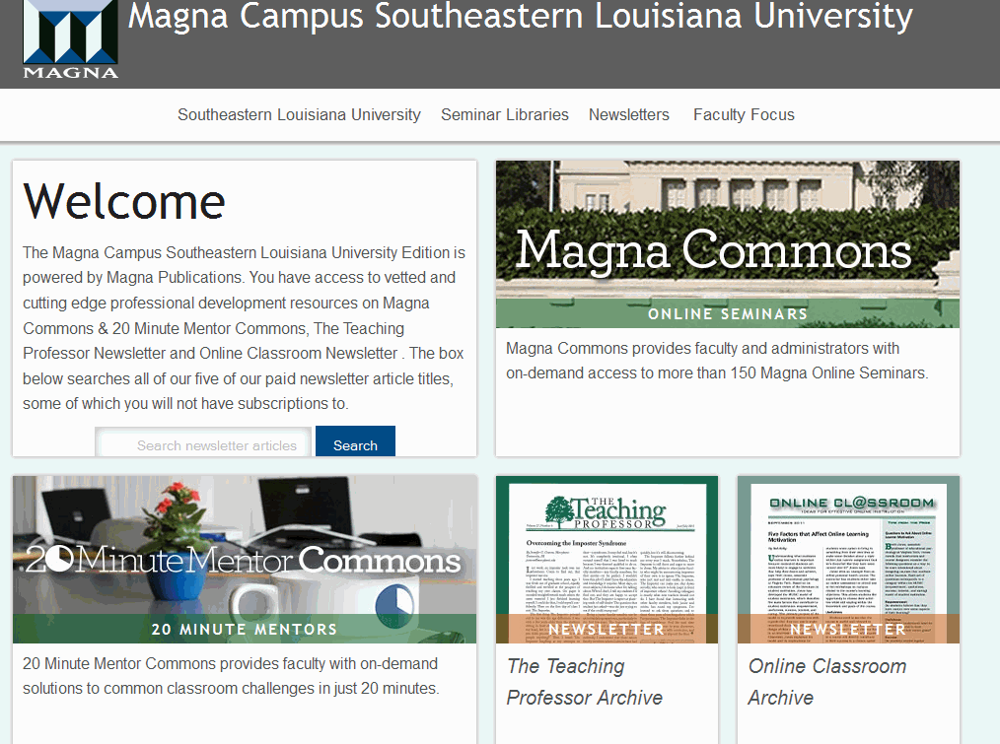 Magna Campus Southeastern Louisiana University
MAGNA
Southeastern Louisiana University Seminar Libraries Newsletters Faculty Focus
Welcome
The Magna Campus Southeastern Louisiana University Edition is
powered by Magna Publications. You have access to vetted and
cutting edge professional development resources on Magna
Commons & 20 Minute Mentor Commons, The Teaching
Professor Newsletter and Online Classroom Newsletter . The box
below searches all of our five of our paid newsletter article titles,
some of which you will not have subscriptions to.
Search newsletter articles Search
Magna Commons
ONLINE SEMINARS
Magna Commons provides faculty and administrators with
on-demand access to more than 150 Magna Online Seminars.
20 Minute Mentor Commons
20 MINUTE MENTORS
20 Minute Mentor Commons provides faculty with on-demand
solutions to common classroom challenges in just 20 minutes.
THE
Teaching
PROFESSOR
Overcoming the Imposter Syndrome
NEWSLETTER
The Teaching
Professor Archive
ONLINE CL@SSROOM
IDEAS FOR EFFECTIVE ONLINE INSTRUCTION
Five Factors that Affect Online Learning
Motivation
NEWSLETTER
Online Classroom
Archive